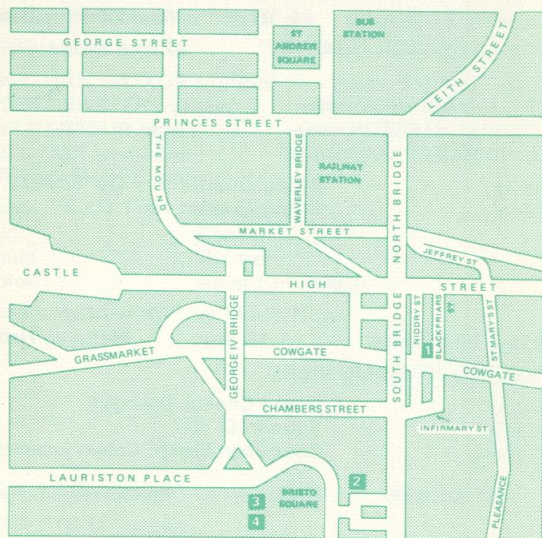 BUS
STATION
GEORGE STREET
ST
ANDREW
SQUARE
LEITH STREET
PRINCES STREET
THE MOUND
WAVERLEY BRIDGE
RAILWAY
STATION
NORTH BRIDGE
MARKET STREET
JEFFREY ST
CASTLE
HIGH STREET
GEORGE IV BRIDGE
SOUTH BRIDGE
NIDDRY ST
BLACKFRIARS ST
ST MARY'S ST
1
GRASSMARKET
COWGATE
COWGATE
CHAMBERS STREET
INFIRMARY ST
LAURISTON PLACE
2
BRISTO
SQUARE
3
4
PLEASANCE